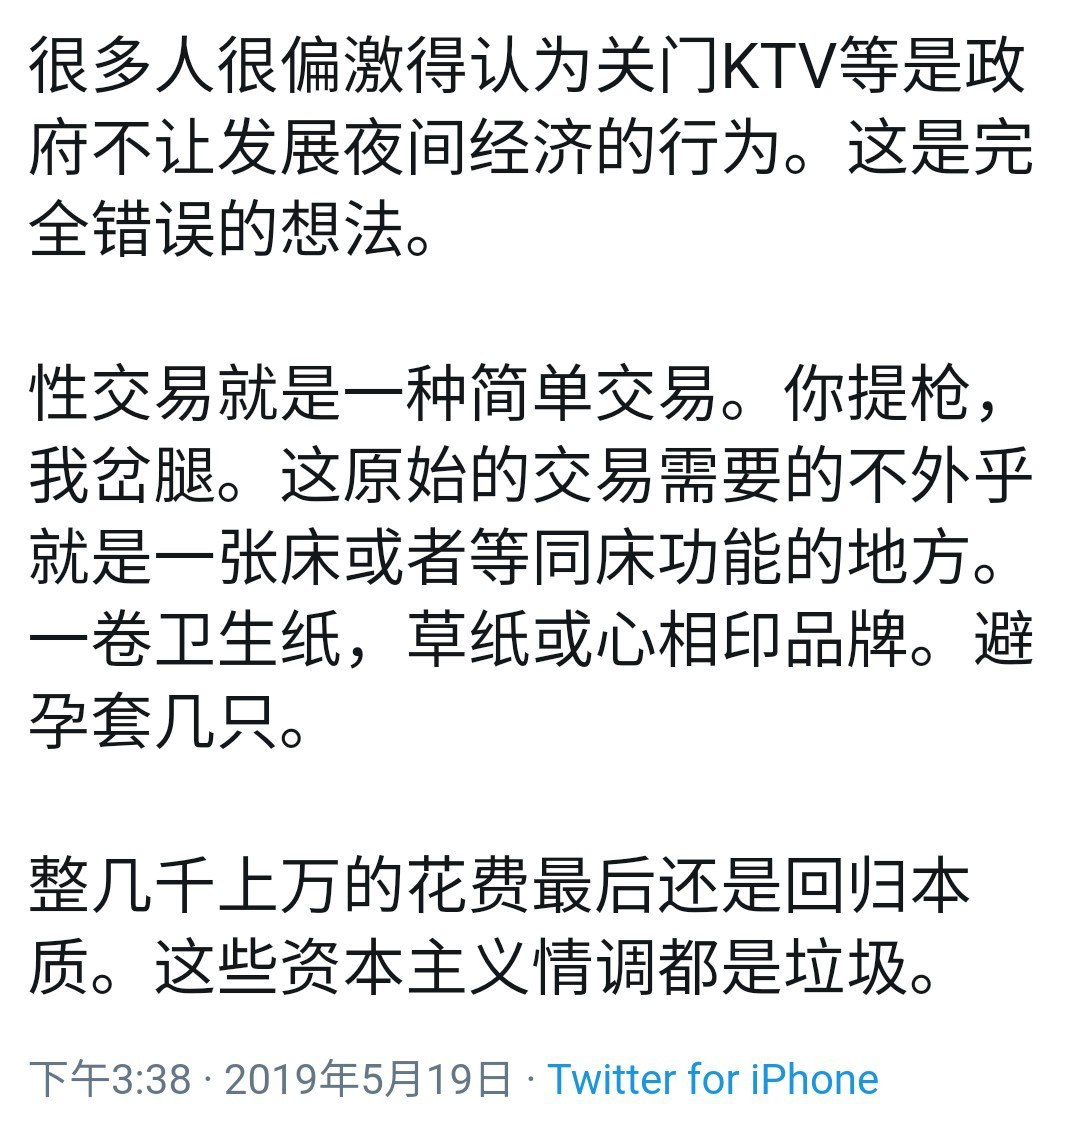 很多人很偏激得认为关门KTV等是政
府不让发展夜间经济的行为。这是完
全错误的想法。
性交易就是一种简单交易。你提枪，
我岔腿。这原始的交易需要的不外乎
就是一张床或者等同床功能的地方。
一卷卫生纸，草纸或心相印品牌。避
孕套几只。
整几千上万的花费最后还是回归本
质。这些资本主义情调都是垃圾。
下午3:38 · 2019年5月19日 · Twitter for iPhone